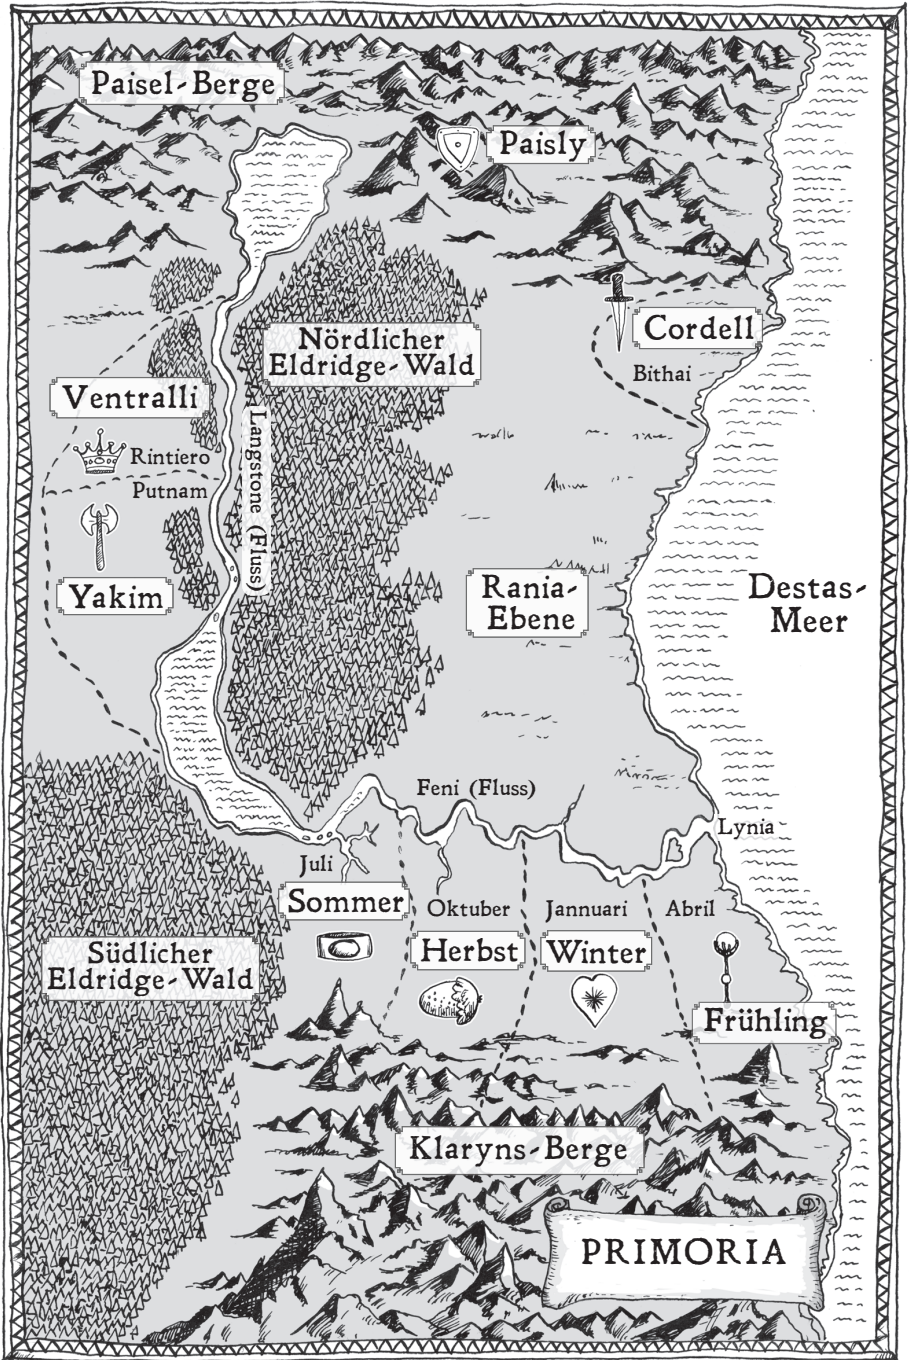 Paisel-Berge
Paisly
Nördlicher
Eldridge-Wald
Cordell
Bithai
Ventralli
Langstone (Fluss)
Rintiero
Putnam
Yakim
Rania-
Ebene
Destas-
Meer
Feni (Fluss)
Lynia
Juli
Sommer
Oktuber
Herbst
Jannuari
Winter
Abril
Frühling
Südlicher
Eldridge-Wald
Klaryns-Berge
PRIMORIA